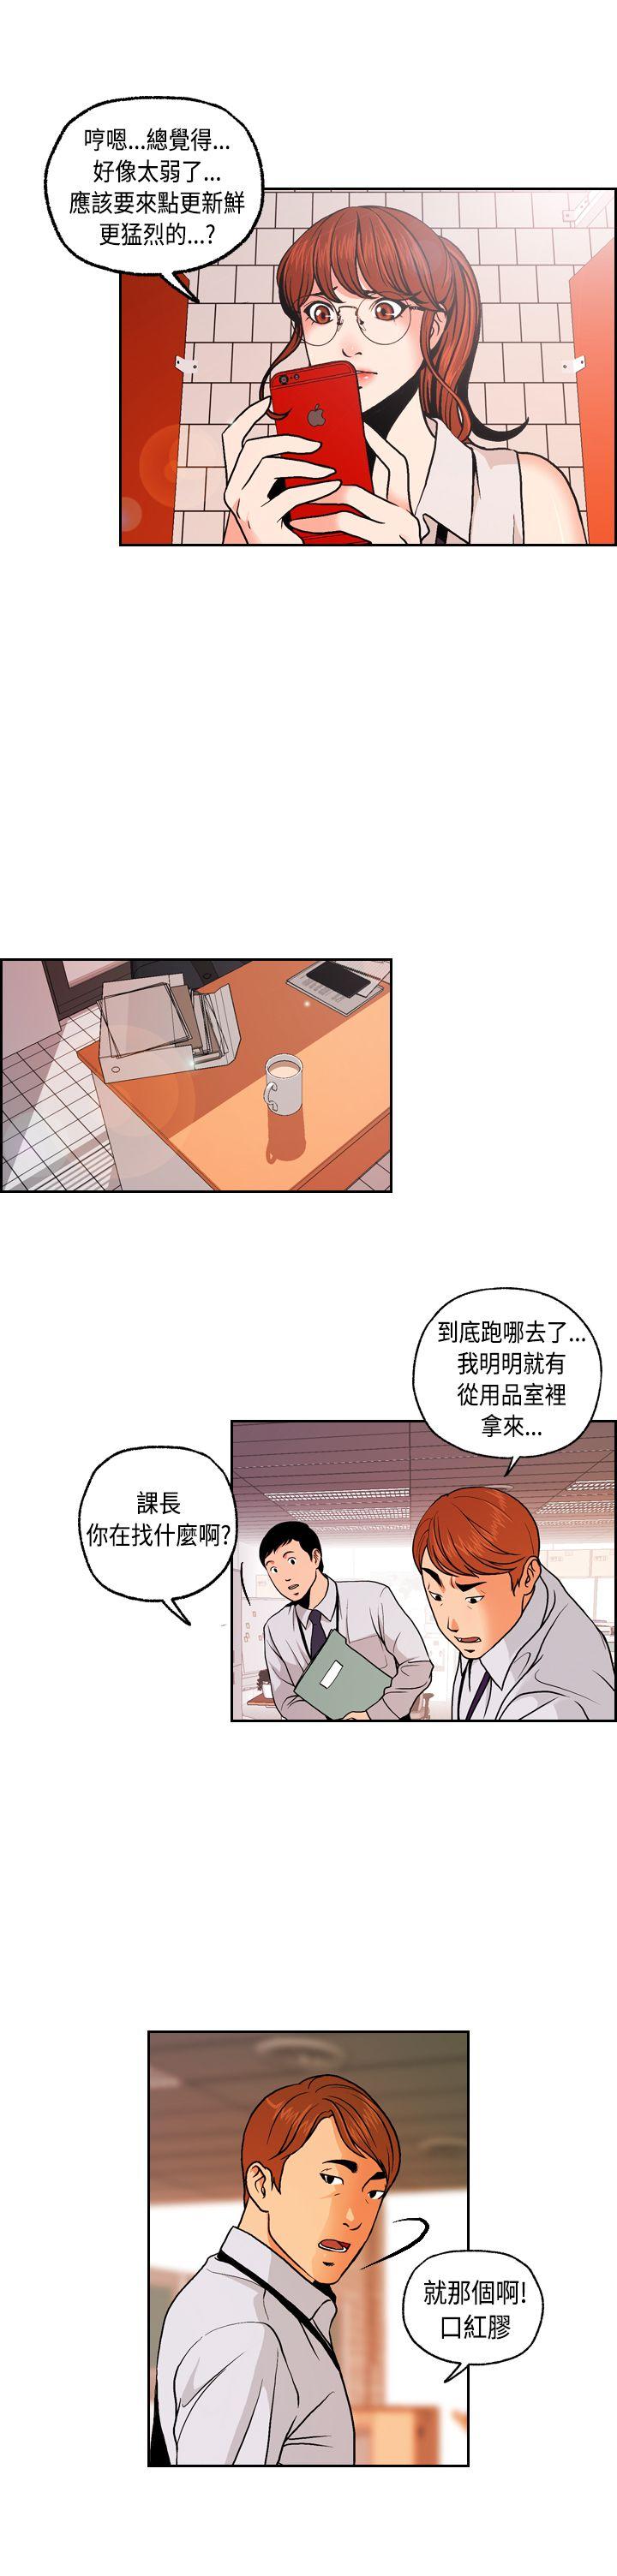 哼嗯...總覺得...
好像太弱了...
應該要來點更新鮮
更猛烈的...?
到底跑哪去了...
我明明就有
從用品室裡
拿來...
課長
你在找什麼啊?
就那個啊!
口紅膠